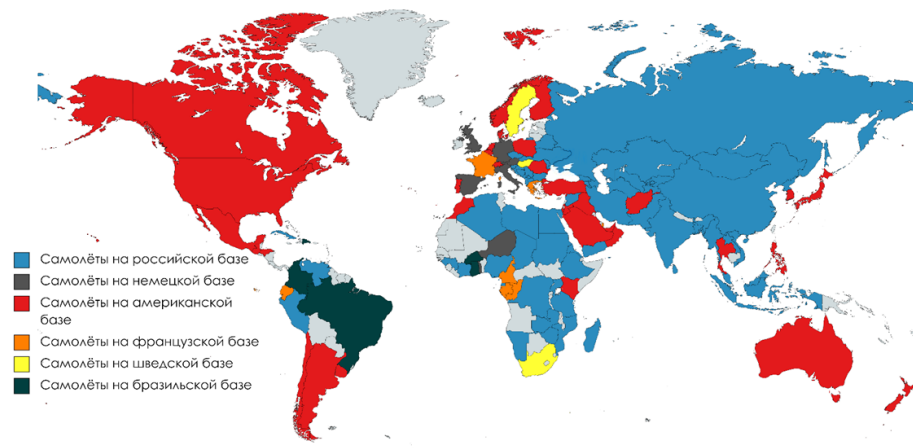 Самолёты на российской базе
Самолёты на немецкой базе
Самолёты на американской
базе
Самолёты на французской базе
Самолёты на шведской базе
Самолёты на бразильской базе